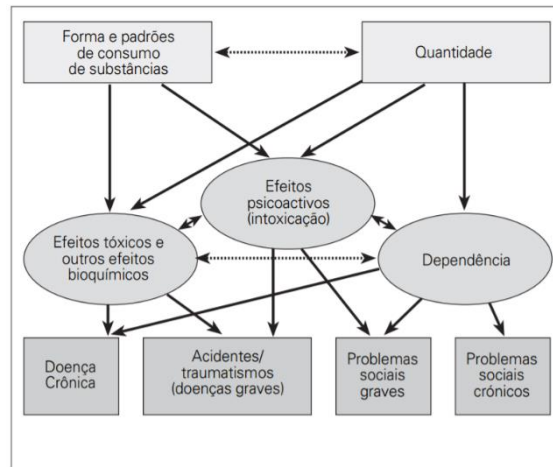 Forma e padrões
de consumo
de substâncias
Quantidade
Efeitos
psicoactivos
(intoxicação)
Efeitos tóxicos e
outros efeitos
bioquímicos
Dependência
Doença
Crônica
Acidentes/
traumatismos
(doenças graves)
Problemas
sociais
graves
Problemas
sociais
crónicos